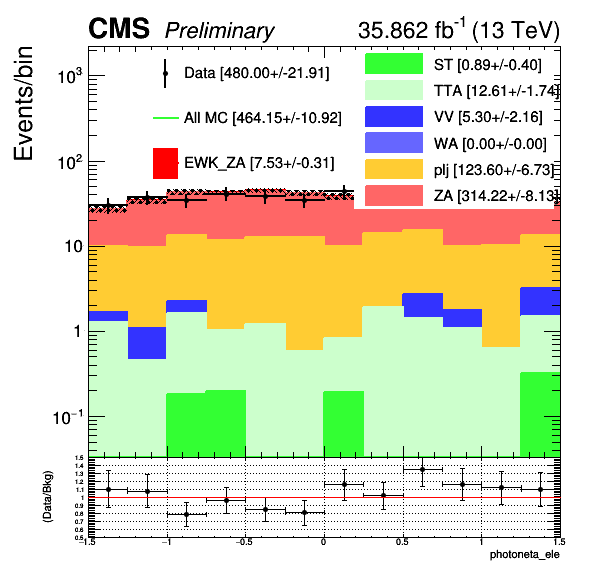 CMS Preliminary 35.862 fb⁻¹ (13 TeV)
Events/bin
10³
10²
10
1
10⁻¹
Data [480.00+/-21.91]
All MC [464.15+/-10.92]
EWK_ZA [7.53+/-0.31]
ST [0.89+/-0.40]
TTA [12.61+/-1.74]
VV [5.30+/-2.16]
WA [0.00+/-0.00]
plj [123.60+/-6.73]
ZA [314.22+/-8.13]
(Data/Bkg)
1.5
1.4
1.3
1.2
1.1
1
0.9
0.8
0.7
0.6
0.5
−1.5 −1 −0.5 0 0.5 1 1.5
photoneta_ele